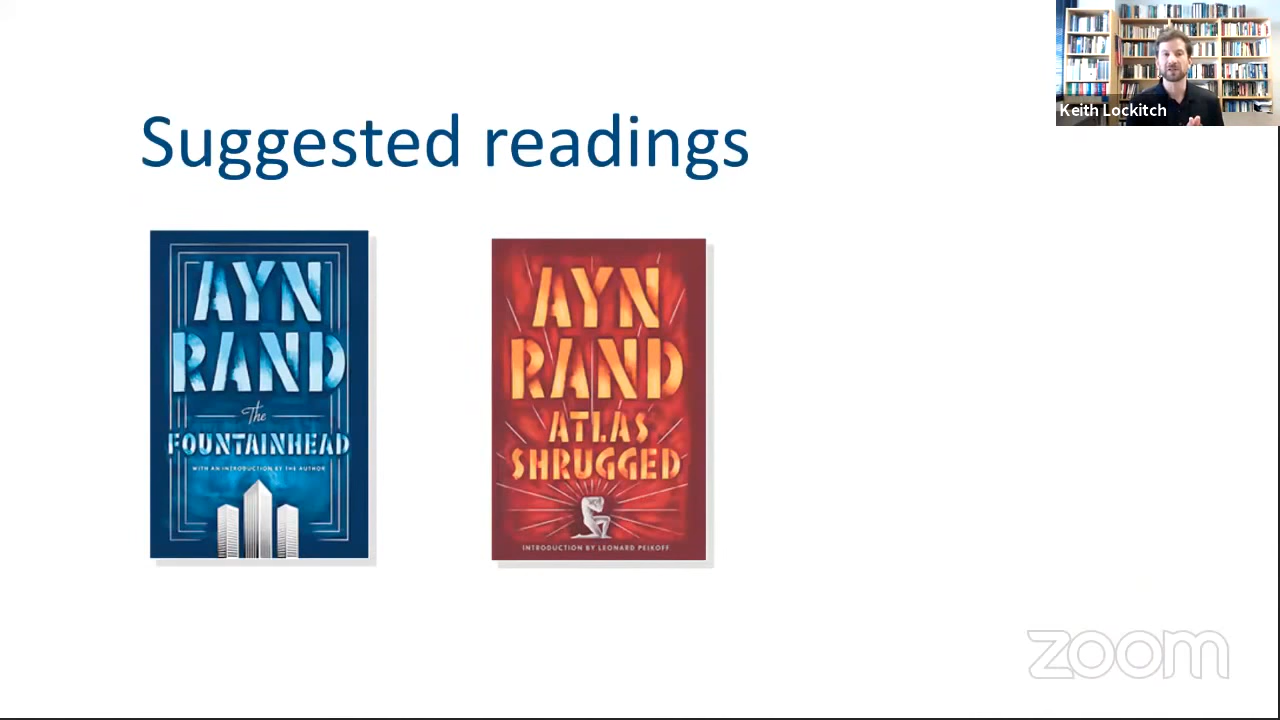 Keith Lockitch
Suggested readings
AYN
RAND
The
FOUNTAINHEAD
WITH AN INTRODUCTION BY THE AUTHOR
AYN
RAND
ATLAS
SHRUGGED
INTRODUCTION BY LEONARD PEIKOFF
zoom